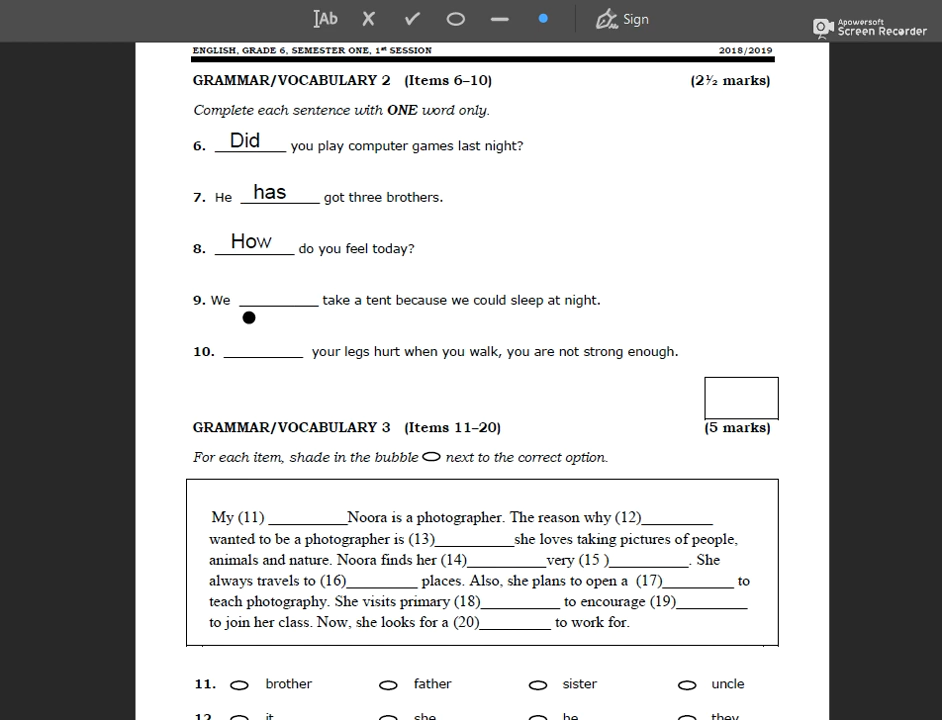 Ab Sign
Apowersoft
Screen Recorder
ENGLISH, GRADE 6, SEMESTER ONE, 1st SESSION 2018/2019
GRAMMAR/VOCABULARY 2 (Items 6–10) (2½ marks)
Complete each sentence with ONE word only.
6. Did you play computer games last night?
7. He has got three brothers.
8. How do you feel today?
9. We __________ take a tent because we could sleep at night.
10. __________ your legs hurt when you walk, you are not strong enough.
GRAMMAR/VOCABULARY 3 (Items 11–20) (5 marks)
For each item, shade in the bubble next to the correct option.
My (11) __________Noora is a photographer. The reason why (12)_________
wanted to be a photographer is (13)__________she loves taking pictures of people,
animals and nature. Noora finds her (14)__________very (15 )__________. She
always travels to (16)_________ places. Also, she plans to open a (17)_________ to
teach photography. She visits primary (18)__________ to encourage (19)_________
to join her class. Now, she looks for a (20)_________ to work for.
11. brother father sister uncle
12. it she he they